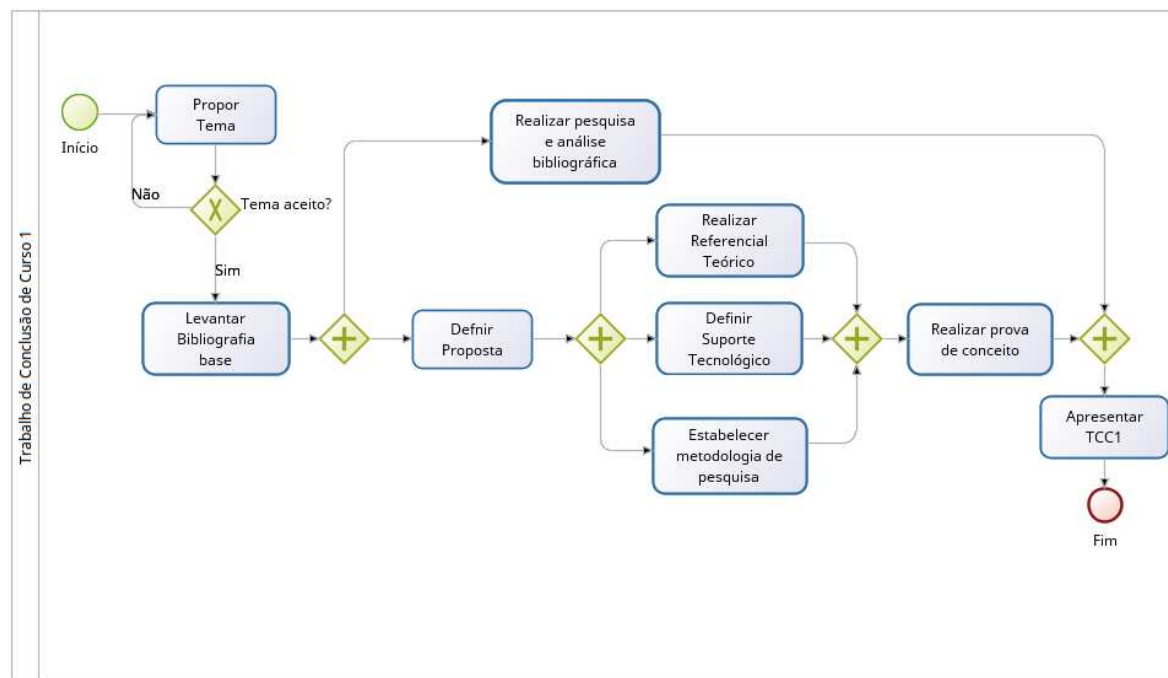 Trabalho de Conclusão de Curso 1
Início
Propor
Tema
Não
Tema aceito?
Sim
Levantar
Bibliografia
base
Realizar pesquisa
e análise
bibliográfica
Defnir
Proposta
Realizar
Referencial
Teórico
Definir
Suporte
Tecnológico
Estabelecer
metodologia de
pesquisa
Realizar prova
de conceito
Apresentar
TCC1
Fim